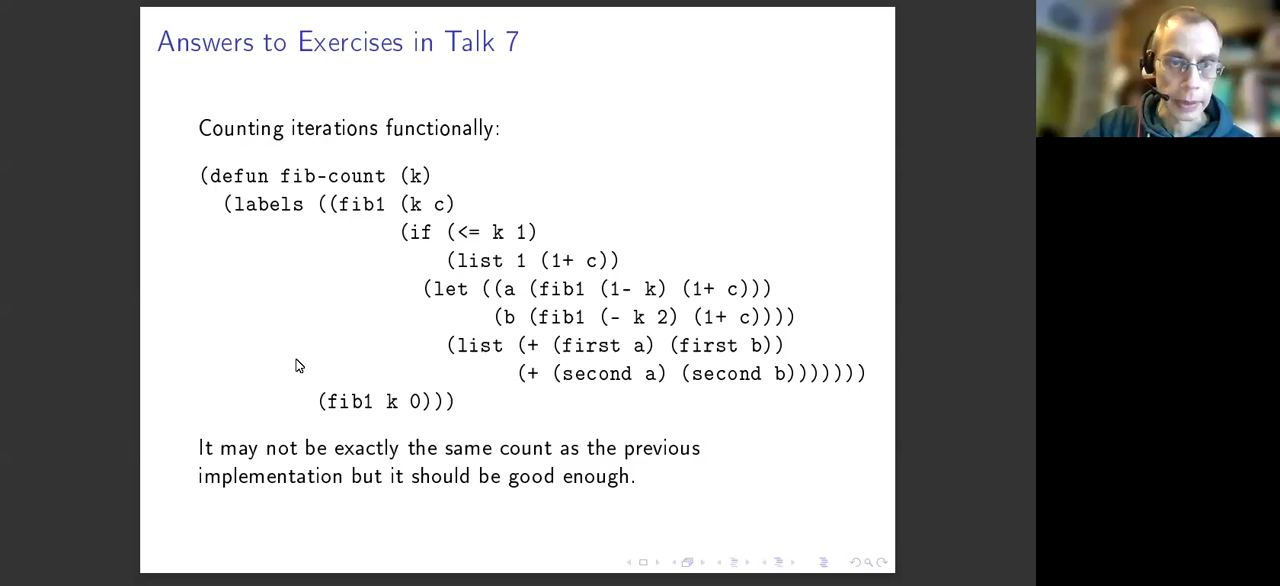 Answers to Exercises in Talk 7
Counting iterations functionally:
(defun fib-count (k)
(labels ((fib1 (k c)
(if (<= k 1)
(list 1 (1+ c))
(let ((a (fib1 (1- k) (1+ c)))
(b (fib1 (- k 2) (1+ c))))
(list (+ (first a) (first b))
(+ (second a) (second b)))))))
(fib1 k 0)))
It may not be exactly the same count as the previous
implementation but it should be good enough.